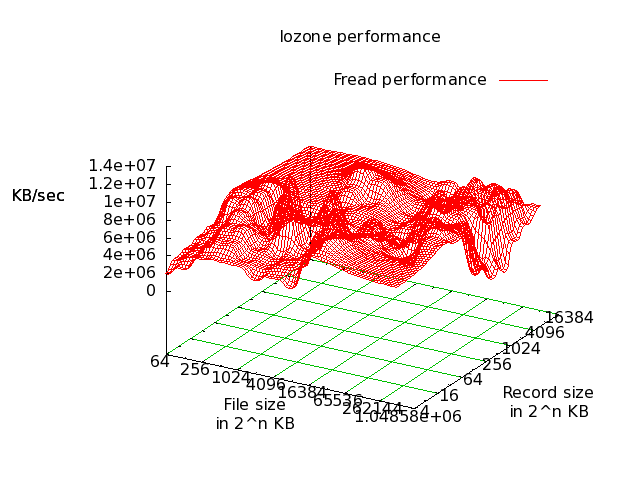 Iozone performance
Fread performance
KB/sec
1.4e+07
1.2e+07
1e+07
8e+06
6e+06
4e+06
2e+06
0
64
256
1024
4096
16384
65536
262144
1.04858e+06
File size
in 2^n KB
4
16
64
256
1024
4096
16384
Record size
in 2^n KB